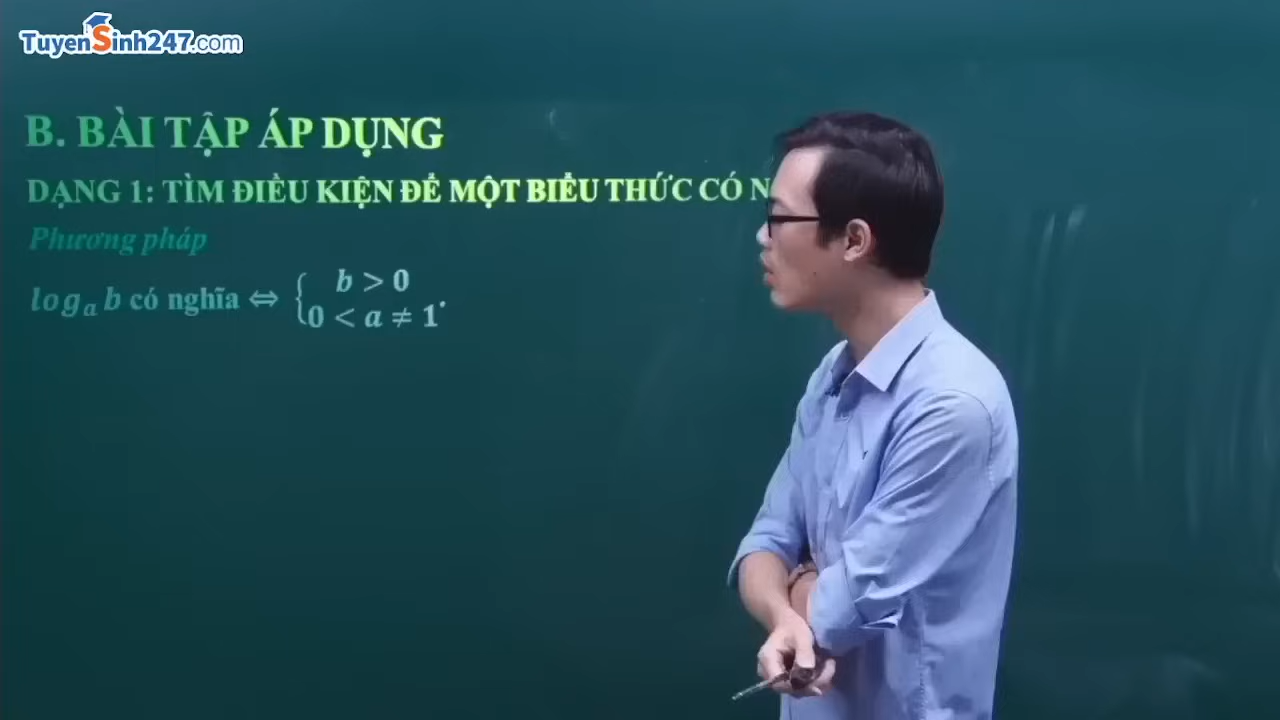 TuyenSinh247.com
B. BÀI TẬP ÁP DỤNG
DẠNG 1: TÌM ĐIỀU KIỆN ĐỂ MỘT BIỂU THỨC CÓ
Phương pháp
log_a b có nghĩa ⇔ { b > 0
0 < a ≠ 1.